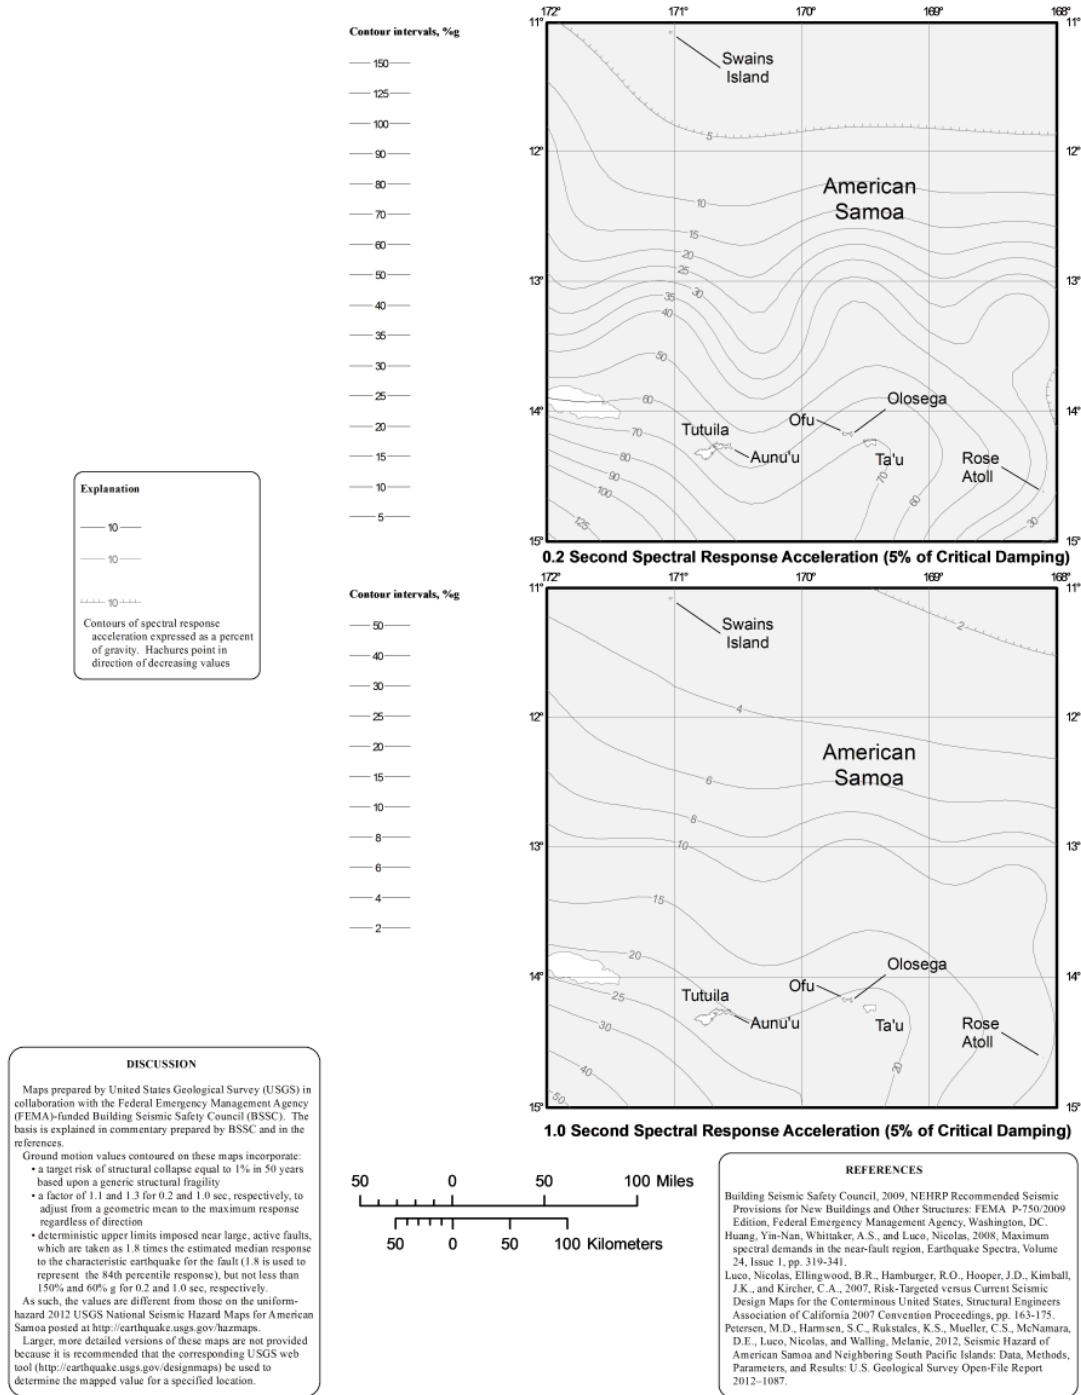 172°
171°
170°
169°
168°
11°
11°
Contour intervals, %g
150
125
100
90
80
70
60
50
40
35
30
25
20
15
10
5
Swains
Island
5
12°
12°
American
Samoa
10
15
20
25
30
35
40
13°
13°
50
60
70
80
90
100
125
14°
14°
Olosega
Ofu
Tutuila
Aunu'u
Ta'u
Rose
Atoll
70
60
30
15°
15°
0.2 Second Spectral Response Acceleration (5% of Critical Damping)
Explanation
10
10
10
Contours of spectral response
acceleration expressed as a percent
of gravity. Hachures point in
direction of decreasing values
172°
171°
170°
169°
168°
11°
11°
Contour intervals, %g
50
40
30
25
20
15
10
8
6
4
2
Swains
Island
2
4
12°
12°
American
Samoa
6
8
10
13°
13°
15
20
25
30
40
50
14°
14°
Olosega
Ofu
Tutuila
Aunu'u
Ta'u
Rose
Atoll
20
15°
15°
1.0 Second Spectral Response Acceleration (5% of Critical Damping)
DISCUSSION
Maps prepared by United States Geological Survey (USGS) in
collaboration with the Federal Emergency Management Agency
(FEMA)-funded Building Seismic Safety Council (BSSC). The
basis is explained in commentary prepared by BSSC and in the
references.
Ground motion values contoured on these maps incorporate:
• a target risk of structural collapse equal to 1% in 50 years
based upon a generic structural fragility
• a factor of 1.1 and 1.3 for 0.2 and 1.0 sec, respectively, to
adjust from a geometric mean to the maximum response
regardless of direction
• deterministic upper limits imposed near large, active faults,
which are taken as 1.8 times the estimated median response
to the characteristic earthquake for the fault (1.8 is used to
represent the 84th percentile response), but not less than
150% and 60% g for 0.2 and 1.0 sec, respectively.
As such, the values are different from those on the uniform-
hazard 2012 USGS National Seismic Hazard Maps for American
Samoa posted at http://earthquake.usgs.gov/hazmaps.
Larger, more detailed versions of these maps are not provided
because it is recommended that the corresponding USGS web
tool (http://earthquake.usgs.gov/designmaps) be used to
determine the mapped value for a specified location.
50 0 50 100 Miles
50 0 50 100 Kilometers
REFERENCES
Building Seismic Safety Council, 2009, NEHRP Recommended Seismic
Provisions for New Buildings and Other Structures: FEMA P-750/2009
Edition, Federal Emergency Management Agency, Washington, DC.
Huang, Yin-Nan, Whittaker, A.S., and Luco, Nicolas, 2008, Maximum
spectral demands in the near-fault region, Earthquake Spectra, Volume
24, Issue 1, pp. 319-341.
Luco, Nicolas, Ellingwood, B.R., Hamburger, R.O., Hooper, J.D., Kimball,
J.K., and Kircher, C.A., 2007, Risk-Targeted versus Current Seismic
Design Maps for the Conterminous United States, Structural Engineers
Association of California 2007 Convention Proceedings, pp. 163-175.
Petersen, M.D., Harmsen, S.C., Rukstales, K.S., Mueller, C.S., McNamara,
D.E., Luco, Nicolas, and Walling, Melanie, 2012, Seismic Hazard of
American Samoa and Neighboring South Pacific Islands: Data, Methods,
Parameters, and Results: U.S. Geological Survey Open-File Report
2012–1087.